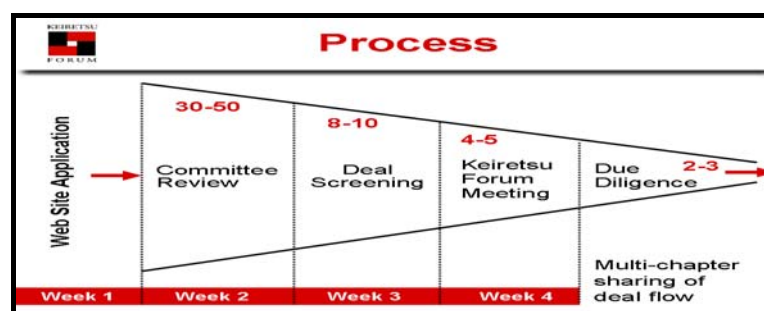 KEIRETSU
FORUM
Process
Web Site Application
30-50
Committee
Review
8-10
Deal
Screening
4-5
Keiretsu
Forum
Meeting
2-3
Due
Diligence
Multi-chapter
sharing of
deal flow
Week 1
Week 2
Week 3
Week 4